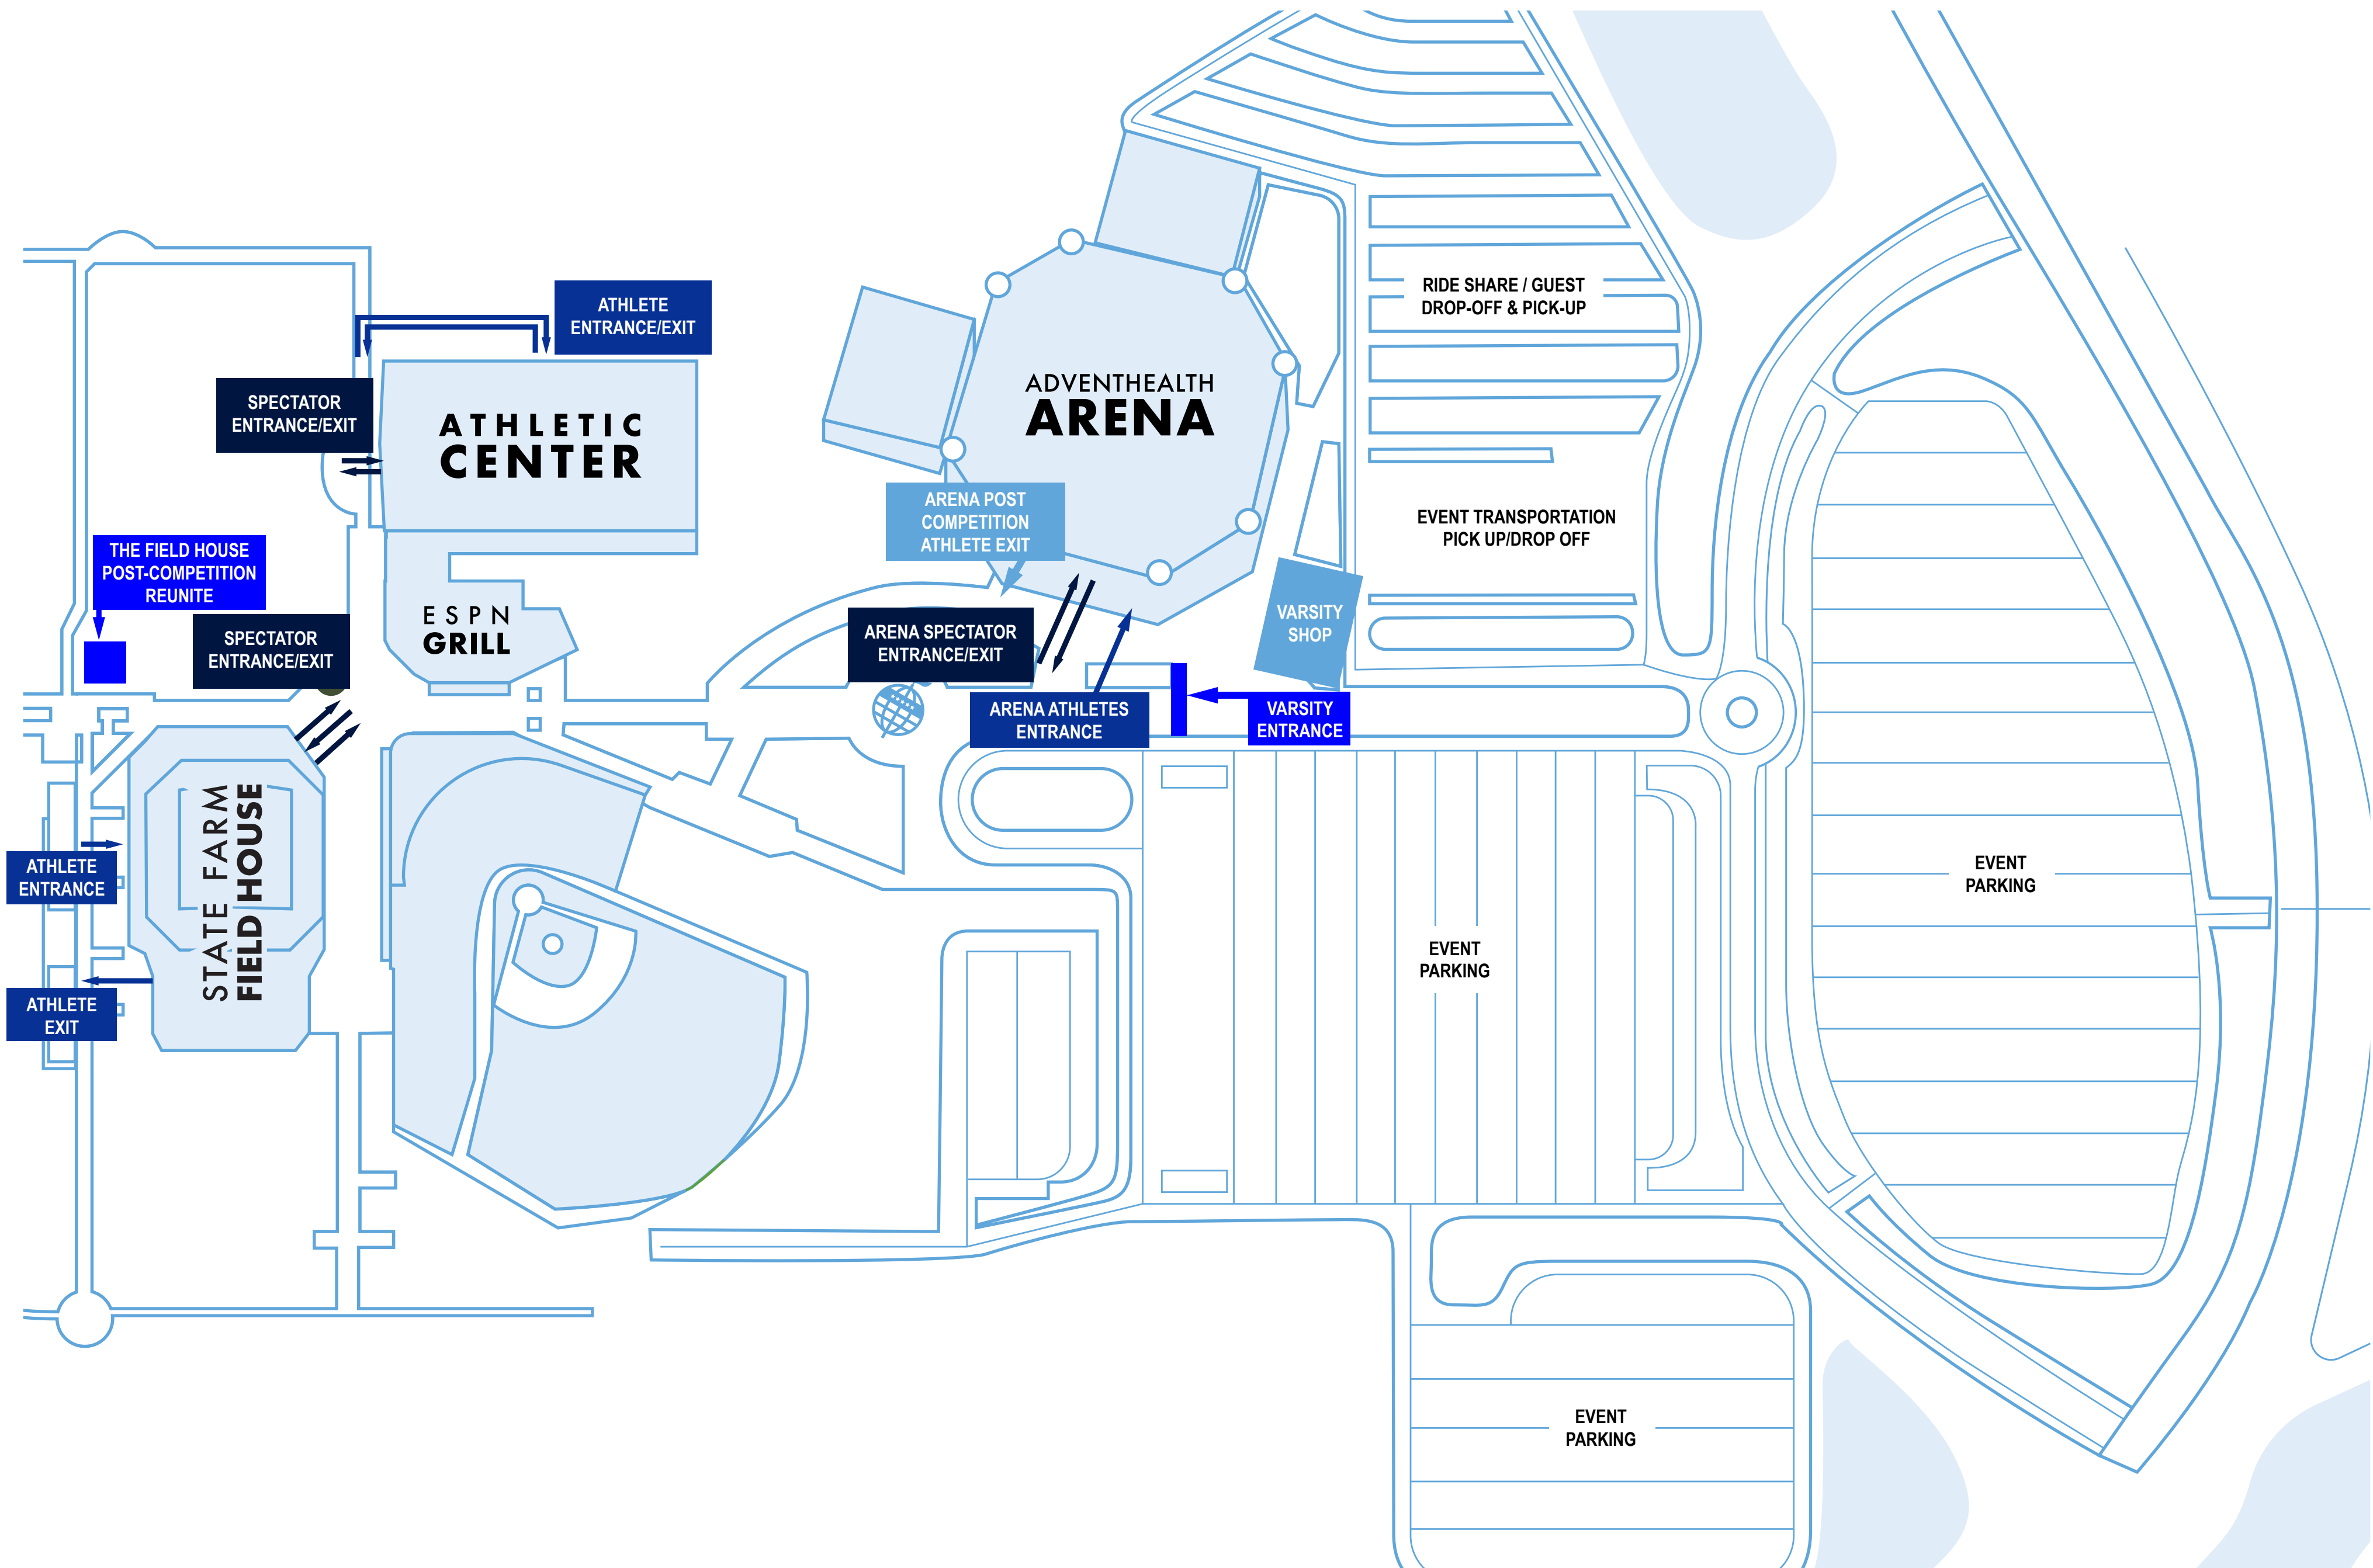 RIDE SHARE / GUEST
DROP-OFF & PICK-UP
ATHLETE
ENTRANCE/EXIT
SPECTATOR
ENTRANCE/EXIT
ATHLETIC
CENTER
ADVENTHEALTH
ARENA
ARENA POST
COMPETITION
ATHLETE EXIT
EVENT TRANSPORTATION
PICK UP/DROP OFF
THE FIELD HOUSE
POST-COMPETITION
REUNITE
SPECTATOR
ENTRANCE/EXIT
ESPN
GRILL
ARENA SPECTATOR
ENTRANCE/EXIT
VARSITY
SHOP
ARENA ATHLETES
ENTRANCE
VARSITY
ENTRANCE
STATE FARM
FIELD HOUSE
ATHLETE
ENTRANCE
ATHLETE
EXIT
EVENT
PARKING
EVENT
PARKING
EVENT
PARKING